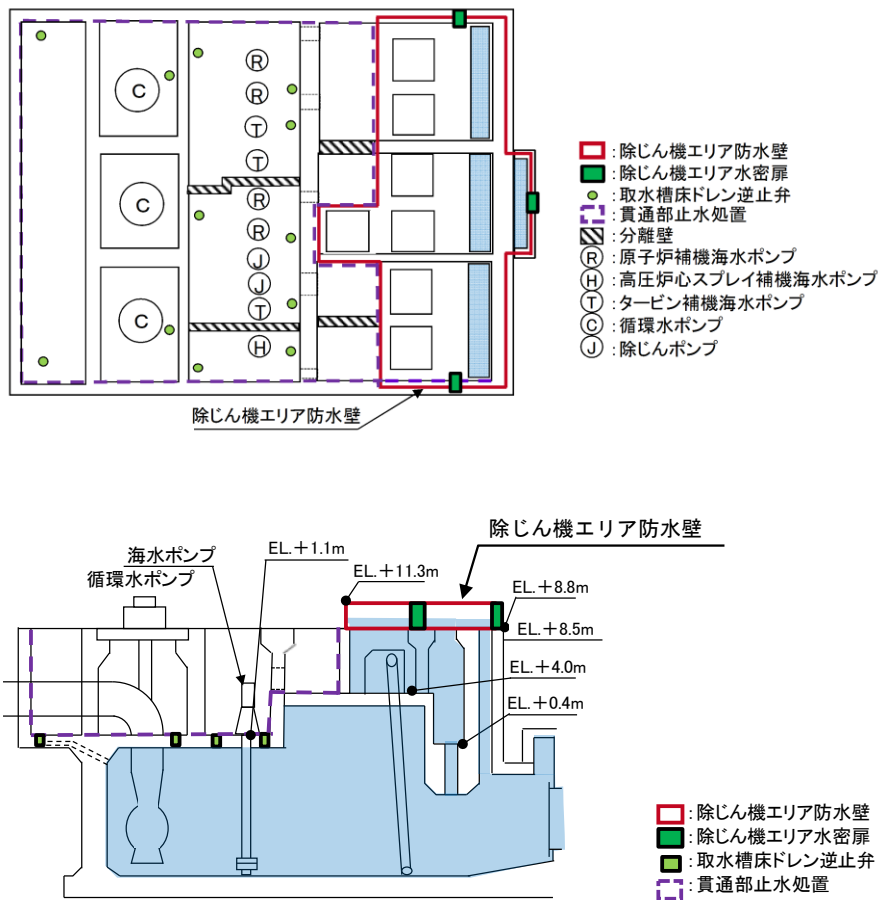 C
C
C
R
R
T
T
R
R
J
J
T
H
除じん機エリア防水壁
:除じん機エリア防水壁
:除じん機エリア水密扉
:取水槽床ドレン逆止弁
:貫通部止水処置
:分離壁
R :原子炉補機海水ポンプ
H :高圧炉心スプレイ補機海水ポンプ
T :タービン補機海水ポンプ
C :循環水ポンプ
J :除じんポンプ
除じん機エリア防水壁
海水ポンプ
循環水ポンプ
EL.+1.1m
EL.+11.3m
EL.+8.8m
EL.+8.5m
EL.+4.0m
EL.+0.4m
:除じん機エリア防水壁
:除じん機エリア水密扉
:取水槽床ドレン逆止弁
:貫通部止水処置